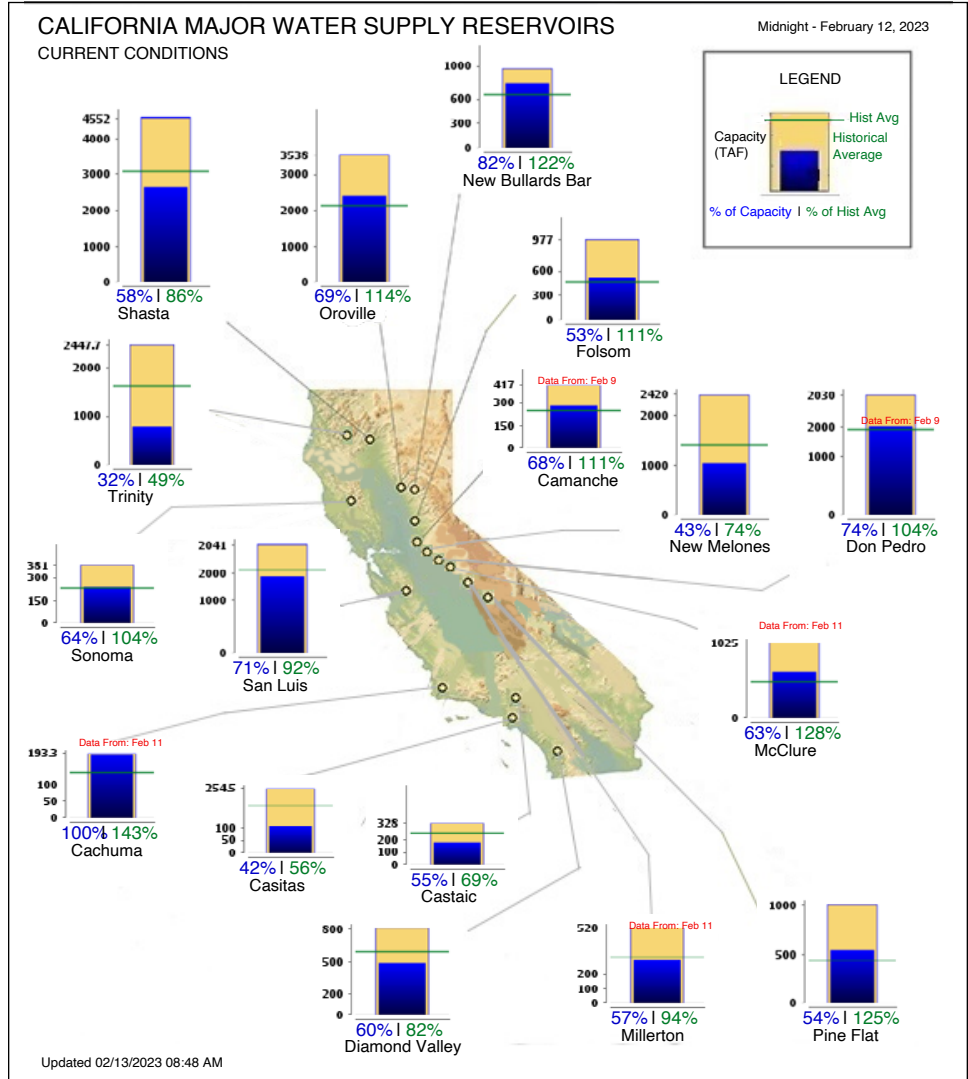 CALIFORNIA MAJOR WATER SUPPLY RESERVOIRS
Midnight - February 12, 2023
CURRENT CONDITIONS
LEGEND
Hist Avg
Capacity
(TAF)
Historical
Average
% of Capacity | % of Hist Avg
1000
600
300
0
82% | 122%
New Bullards Bar
4552
4000
3000
2000
1000
0
58% | 86%
Shasta
3538
3000
2000
1000
0
69% | 114%
Oroville
977
600
300
0
53% | 111%
Folsom
2447.7
2000
1000
0
32% | 49%
Trinity
Data From: Feb 9
417
300
150
0
68% | 111%
Camanche
2420
2000
1000
0
43% | 74%
New Melones
2030
Data From: Feb 9
2000
1000
0
74% | 104%
Don Pedro
381
300
150
0
64% | 104%
Sonoma
2041
2000
1000
0
71% | 92%
San Luis
Data From: Feb 11
1025
0
63% | 128%
McClure
Data From: Feb 11
193.3
100
50
0
100% | 143%
Cachuma
254.5
100
50
0
42% | 56%
Casitas
328
200
100
0
55% | 69%
Castaic
800
500
200
0
60% | 82%
Diamond Valley
Data From: Feb 11
520
200
100
0
57% | 94%
Millerton
1000
500
0
54% | 125%
Pine Flat
Updated 02/13/2023 08:48 AM